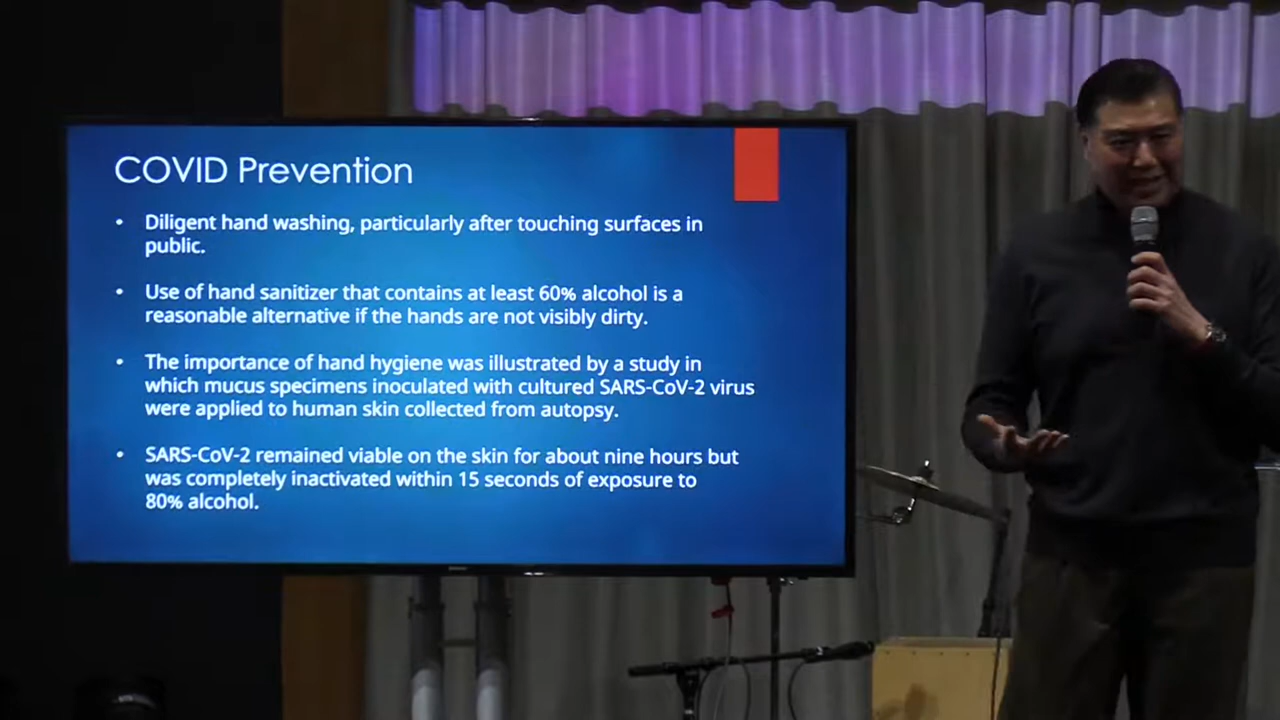 COVID Prevention
• Diligent hand washing, particularly after touching surfaces in
public.
• Use of hand sanitizer that contains at least 60% alcohol is a
reasonable alternative if the hands are not visibly dirty.
• The importance of hand hygiene was illustrated by a study in
which mucus specimens inoculated with cultured SARS-CoV-2 virus
were applied to human skin collected from autopsy.
• SARS-CoV-2 remained viable on the skin for about nine hours but
was completely inactivated within 15 seconds of exposure to
80% alcohol.